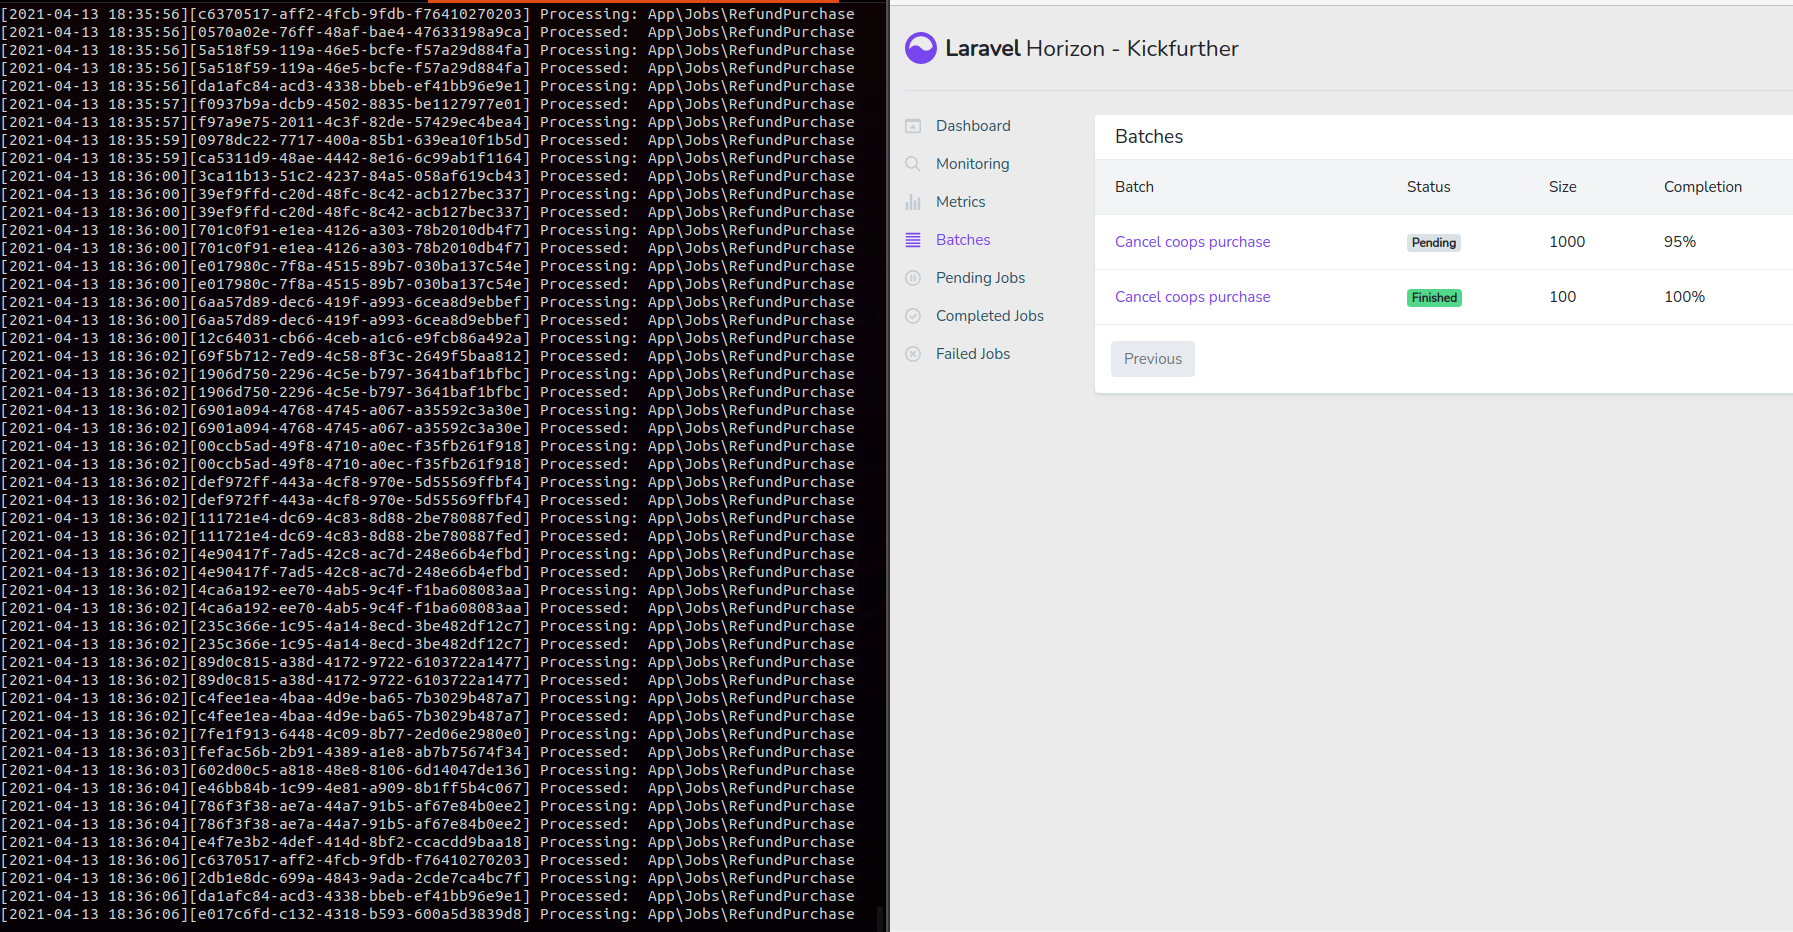 [2021-04-13 18:35:56][c6370517-aff2-4fcb-9fdb-f76410270203] Processing: App\Jobs\RefundPurchase
[2021-04-13 18:35:56][0570a02e-76ff-48af-bae4-47633198a9ca] Processed:  App\Jobs\RefundPurchase
[2021-04-13 18:35:56][5a518f59-119a-46e5-bcfe-f57a29d884fa] Processing: App\Jobs\RefundPurchase
[2021-04-13 18:35:56][5a518f59-119a-46e5-bcfe-f57a29d884fa] Processed:  App\Jobs\RefundPurchase
[2021-04-13 18:35:56][da1afc84-acd3-4338-bbeb-ef41bb96e9e1] Processing: App\Jobs\RefundPurchase
[2021-04-13 18:35:57][f0937b9a-dcb9-4502-8835-be1127977e01] Processed:  App\Jobs\RefundPurchase
[2021-04-13 18:35:57][f97a9e75-2011-4c3f-82de-57429ec4bea4] Processing: App\Jobs\RefundPurchase
[2021-04-13 18:35:59][0978dc22-7717-400a-85b1-639ea10f1b5d] Processed:  App\Jobs\RefundPurchase
[2021-04-13 18:35:59][ca5311d9-48ae-4442-8e16-6c99ab1f1164] Processing: App\Jobs\RefundPurchase
[2021-04-13 18:36:00][3ca11b13-51c2-4237-84a5-058af619cb43] Processed:  App\Jobs\RefundPurchase
[2021-04-13 18:36:00][39ef9ffd-c20d-48fc-8c42-acb127bec337] Processing: App\Jobs\RefundPurchase
[2021-04-13 18:36:00][39ef9ffd-c20d-48fc-8c42-acb127bec337] Processed:  App\Jobs\RefundPurchase
[2021-04-13 18:36:00][701c0f91-e1ea-4126-a303-78b2010db4f7] Processing: App\Jobs\RefundPurchase
[2021-04-13 18:36:00][701c0f91-e1ea-4126-a303-78b2010db4f7] Processed:  App\Jobs\RefundPurchase
[2021-04-13 18:36:00][e017980c-7f8a-4515-89b7-030ba137c54e] Processing: App\Jobs\RefundPurchase
[2021-04-13 18:36:00][e017980c-7f8a-4515-89b7-030ba137c54e] Processed:  App\Jobs\RefundPurchase
[2021-04-13 18:36:00][6aa57d89-dec6-419f-a993-6cea8d9ebbef] Processing: App\Jobs\RefundPurchase
[2021-04-13 18:36:00][6aa57d89-dec6-419f-a993-6cea8d9ebbef] Processed:  App\Jobs\RefundPurchase
[2021-04-13 18:36:00][12c64031-cb66-4ceb-a1c6-e9fcb86a492a] Processing: App\Jobs\RefundPurchase
[2021-04-13 18:36:02][69f5b712-7ed9-4c58-8f3c-2649f5baa812] Processed:  App\Jobs\RefundPurchase
[2021-04-13 18:36:02][1906d750-2296-4c5e-b797-3641baf1bfbc] Processing: App\Jobs\RefundPurchase
[2021-04-13 18:36:02][1906d750-2296-4c5e-b797-3641baf1bfbc] Processed:  App\Jobs\RefundPurchase
[2021-04-13 18:36:02][6901a094-4768-4745-a067-a35592c3a30e] Processing: App\Jobs\RefundPurchase
[2021-04-13 18:36:02][6901a094-4768-4745-a067-a35592c3a30e] Processed:  App\Jobs\RefundPurchase
[2021-04-13 18:36:02][00ccb5ad-49f8-4710-a0ec-f35fb261f918] Processing: App\Jobs\RefundPurchase
[2021-04-13 18:36:02][00ccb5ad-49f8-4710-a0ec-f35fb261f918] Processed:  App\Jobs\RefundPurchase
[2021-04-13 18:36:02][def972ff-443a-4cf8-970e-5d55569ffbf4] Processing: App\Jobs\RefundPurchase
[2021-04-13 18:36:02][def972ff-443a-4cf8-970e-5d55569ffbf4] Processed:  App\Jobs\RefundPurchase
[2021-04-13 18:36:02][111721e4-dc69-4c83-8d88-2be780887fed] Processing: App\Jobs\RefundPurchase
[2021-04-13 18:36:02][111721e4-dc69-4c83-8d88-2be780887fed] Processed:  App\Jobs\RefundPurchase
[2021-04-13 18:36:02][4e90417f-7ad5-42c8-ac7d-248e66b4efbd] Processing: App\Jobs\RefundPurchase
[2021-04-13 18:36:02][4e90417f-7ad5-42c8-ac7d-248e66b4efbd] Processed:  App\Jobs\RefundPurchase
[2021-04-13 18:36:02][4ca6a192-ee70-4ab5-9c4f-f1ba608083aa] Processing: App\Jobs\RefundPurchase
[2021-04-13 18:36:02][4ca6a192-ee70-4ab5-9c4f-f1ba608083aa] Processed:  App\Jobs\RefundPurchase
[2021-04-13 18:36:02][235c366e-1c95-4a14-8ecd-3be482df12c7] Processing: App\Jobs\RefundPurchase
[2021-04-13 18:36:02][235c366e-1c95-4a14-8ecd-3be482df12c7] Processed:  App\Jobs\RefundPurchase
[2021-04-13 18:36:02][89d0c815-a38d-4172-9722-6103722a1477] Processing: App\Jobs\RefundPurchase
[2021-04-13 18:36:02][89d0c815-a38d-4172-9722-6103722a1477] Processed:  App\Jobs\RefundPurchase
[2021-04-13 18:36:02][c4fee1ea-4baa-4d9e-ba65-7b3029b487a7] Processing: App\Jobs\RefundPurchase
[2021-04-13 18:36:02][c4fee1ea-4baa-4d9e-ba65-7b3029b487a7] Processed:  App\Jobs\RefundPurchase
[2021-04-13 18:36:02][7fe1f913-6448-4c09-8b77-2ed06e2980e0] Processing: App\Jobs\RefundPurchase
[2021-04-13 18:36:03][fefac56b-2b91-4389-a1e8-ab7b75674f34] Processed:  App\Jobs\RefundPurchase
[2021-04-13 18:36:03][602d00c5-a818-48e8-8106-6d14047de136] Processing: App\Jobs\RefundPurchase
[2021-04-13 18:36:04][e46bb84b-1c99-4e81-a909-8b1ff5b4c067] Processed:  App\Jobs\RefundPurchase
[2021-04-13 18:36:04][786f3f38-ae7a-44a7-91b5-af67e84b0ee2] Processing: App\Jobs\RefundPurchase
[2021-04-13 18:36:04][786f3f38-ae7a-44a7-91b5-af67e84b0ee2] Processed:  App\Jobs\RefundPurchase
[2021-04-13 18:36:04][e4f7e3b2-4def-414d-8bf2-ccacdd9baa18] Processing: App\Jobs\RefundPurchase
[2021-04-13 18:36:06][c6370517-aff2-4fcb-9fdb-f76410270203] Processed:  App\Jobs\RefundPurchase
[2021-04-13 18:36:06][2db1e8dc-699a-4843-9ada-2cde7ca4bc7f] Processing: App\Jobs\RefundPurchase
[2021-04-13 18:36:06][da1afc84-acd3-4338-bbeb-ef41bb96e9e1] Processed:  App\Jobs\RefundPurchase
[2021-04-13 18:36:06][e017c6fd-c132-4318-b593-600a5d3839d8] Processing: App\Jobs\RefundPurchase
Laravel Horizon - Kickfurther
Dashboard
Monitoring
Metrics
Batches
Pending Jobs
Completed Jobs
Failed Jobs
Batches
Batch Status Size Completion
Cancel coops purchase Pending 1000 95%
Cancel coops purchase Finished 100 100%
Previous